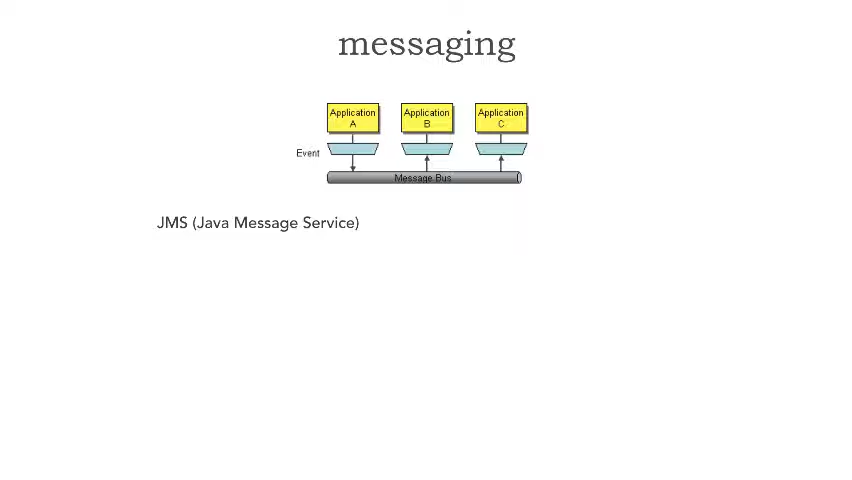 messaging
Application
A
Application
B
Application
C
Event
Message Bus
JMS (Java Message Service)